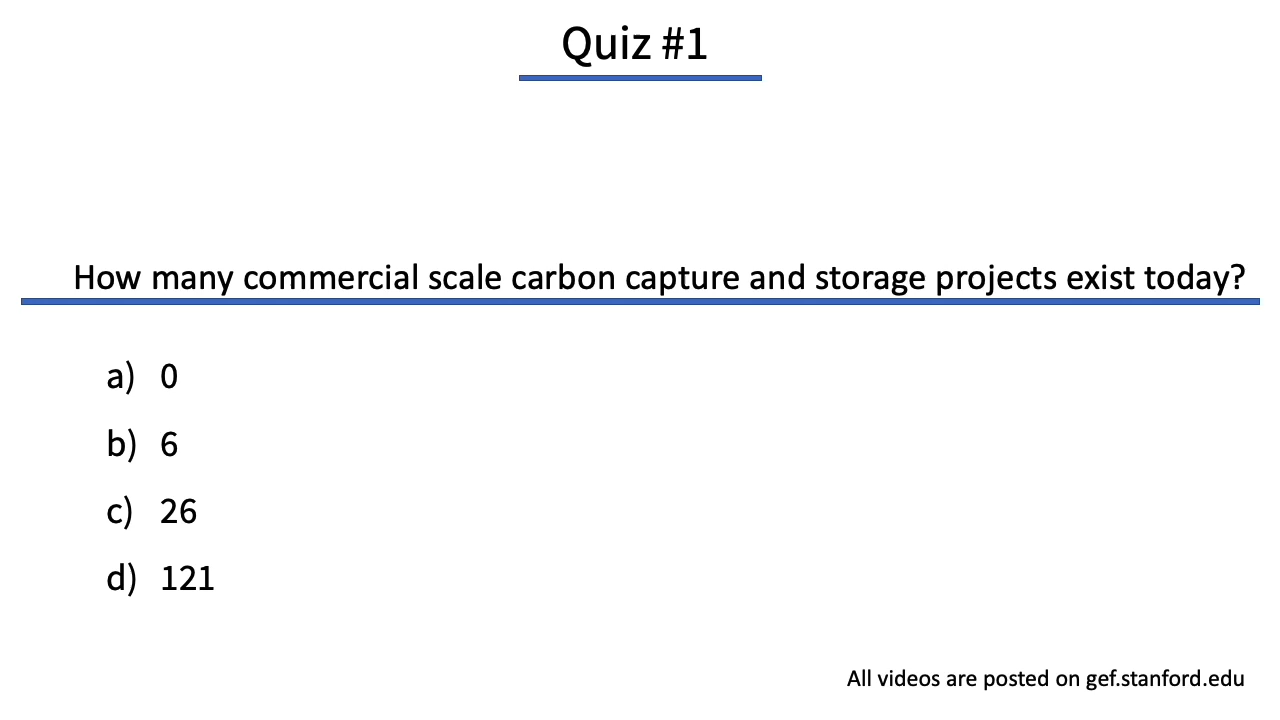 Quiz #1
How many commercial scale carbon capture and storage projects exist today?
a) 0
b) 6
c) 26
d) 121
All videos are posted on gef.stanford.edu